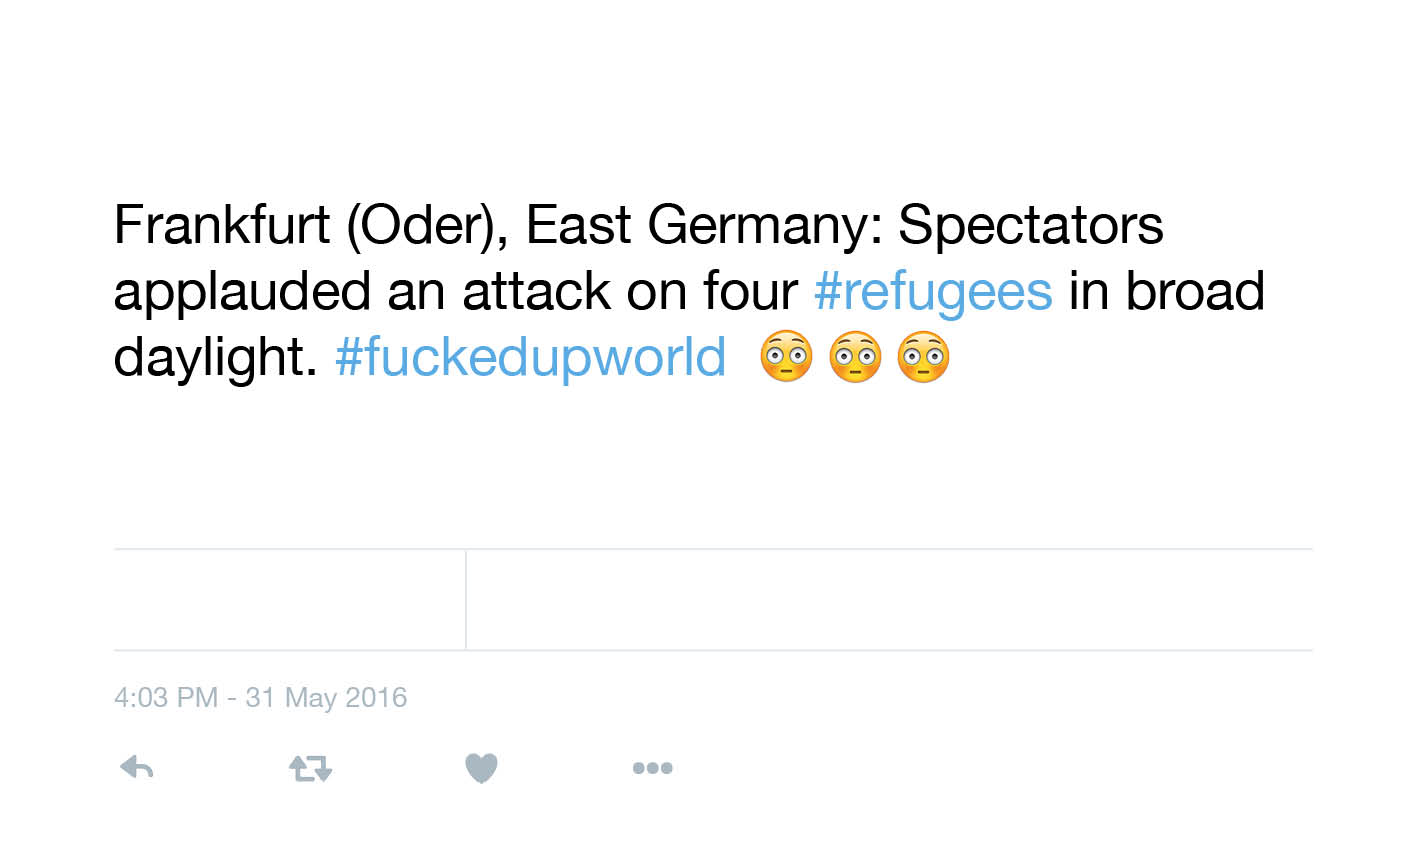 Frankfurt (Oder), East Germany: Spectators
applauded an attack on four #refugees in broad
daylight. #fuckedupworld 😳 😳 😳
4:03 PM - 31 May 2016